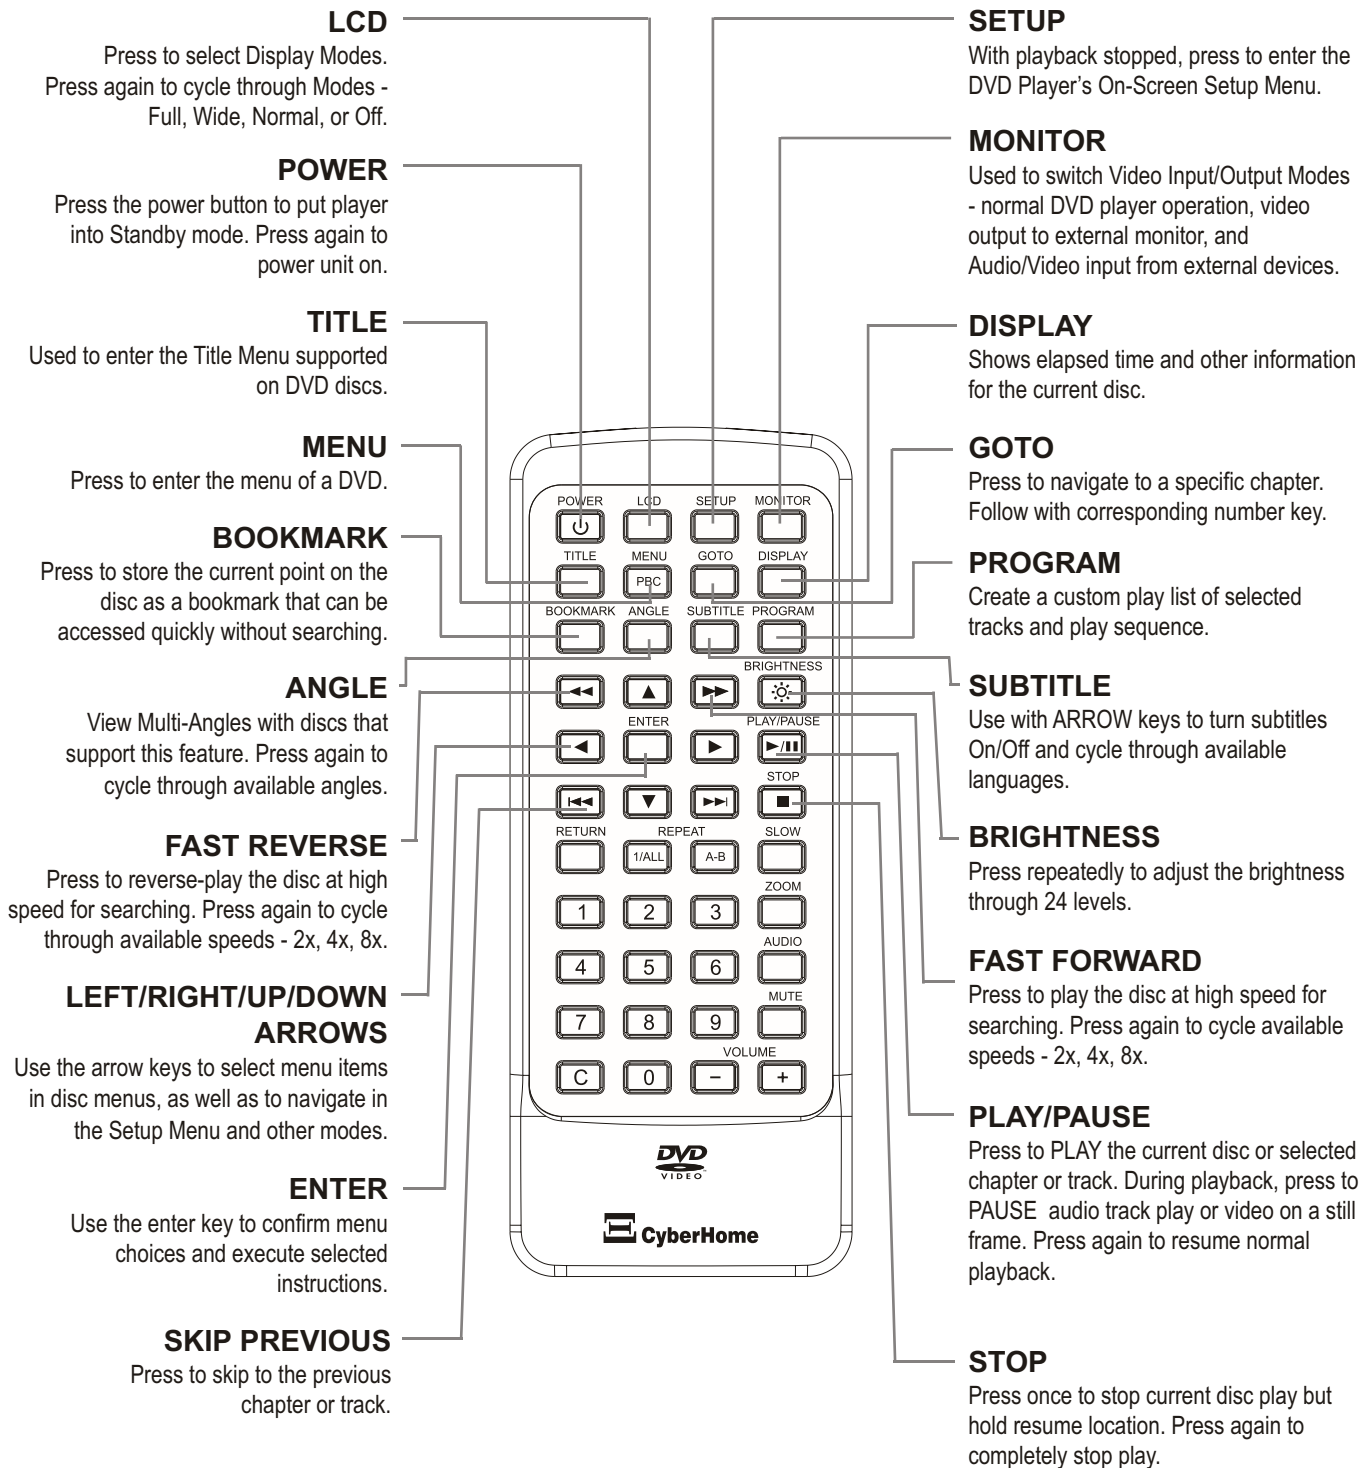 LCD
Press to select Display Modes.
Press again to cycle through Modes -
Full, Wide, Normal, or Off.
POWER
Press the power button to put player
into Standby mode. Press again to
power unit on.
TITLE
Used to enter the Title Menu supported
on DVD discs.
MENU
Press to enter the menu of a DVD.
BOOKMARK
Press to store the current point on the
disc as a bookmark that can be
accessed quickly without searching.
ANGLE
View Multi-Angles with discs that
support this feature. Press again to
cycle through available angles.
FAST REVERSE
Press to reverse-play the disc at high
speed for searching. Press again to cycle
through available speeds - 2x, 4x, 8x.
LEFT/RIGHT/UP/DOWN
ARROWS
Use the arrow keys to select menu items
in disc menus, as well as to navigate in
the Setup Menu and other modes.
ENTER
Use the enter key to confirm menu
choices and execute selected
instructions.
SKIP PREVIOUS
Press to skip to the previous
chapter or track.
POWER LCD SETUP MONITOR
TITLE MENU GOTO DISPLAY
PBC
BOOKMARK ANGLE SUBTITLE PROGRAM
BRIGHTNESS
ENTER PLAY/PAUSE
STOP
RETURN REPEAT SLOW
1/ALL A-B
ZOOM
1 2 3
AUDIO
4 5 6
MUTE
7 8 9
VOLUME
C 0 − +
DVD
VIDEO
CyberHome
SETUP
With playback stopped, press to enter the
DVD Player's On-Screen Setup Menu.
MONITOR
Used to switch Video Input/Output Modes
- normal DVD player operation, video
output to external monitor, and
Audio/Video input from external devices.
DISPLAY
Shows elapsed time and other information
for the current disc.
GOTO
Press to navigate to a specific chapter.
Follow with corresponding number key.
PROGRAM
Create a custom play list of selected
tracks and play sequence.
SUBTITLE
Use with ARROW keys to turn subtitles
On/Off and cycle through available
languages.
BRIGHTNESS
Press repeatedly to adjust the brightness
through 24 levels.
FAST FORWARD
Press to play the disc at high speed for
searching. Press again to cycle available
speeds - 2x, 4x, 8x.
PLAY/PAUSE
Press to PLAY the current disc or selected
chapter or track. During playback, press to
PAUSE audio track play or video on a still
frame. Press again to resume normal
playback.
STOP
Press once to stop current disc play but
hold resume location. Press again to
completely stop play.